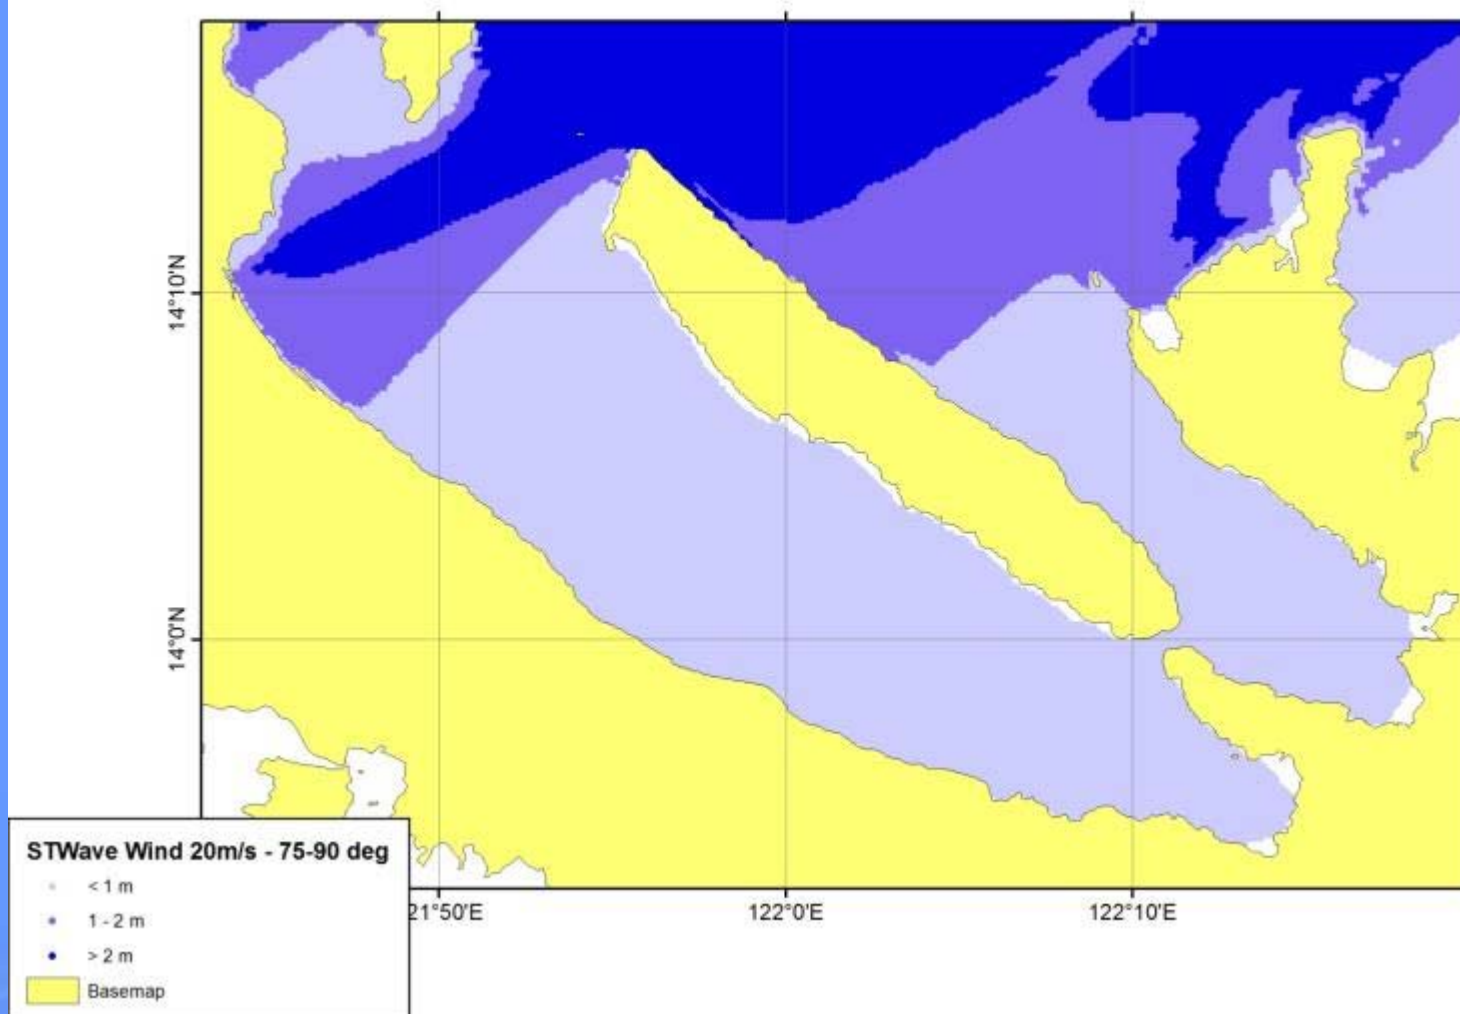 14°10'N
14°0'N
21°50'E
122°0'E
122°10'E
STWave Wind 20m/s - 75-90 deg
< 1 m
1 - 2 m
> 2 m
Basemap